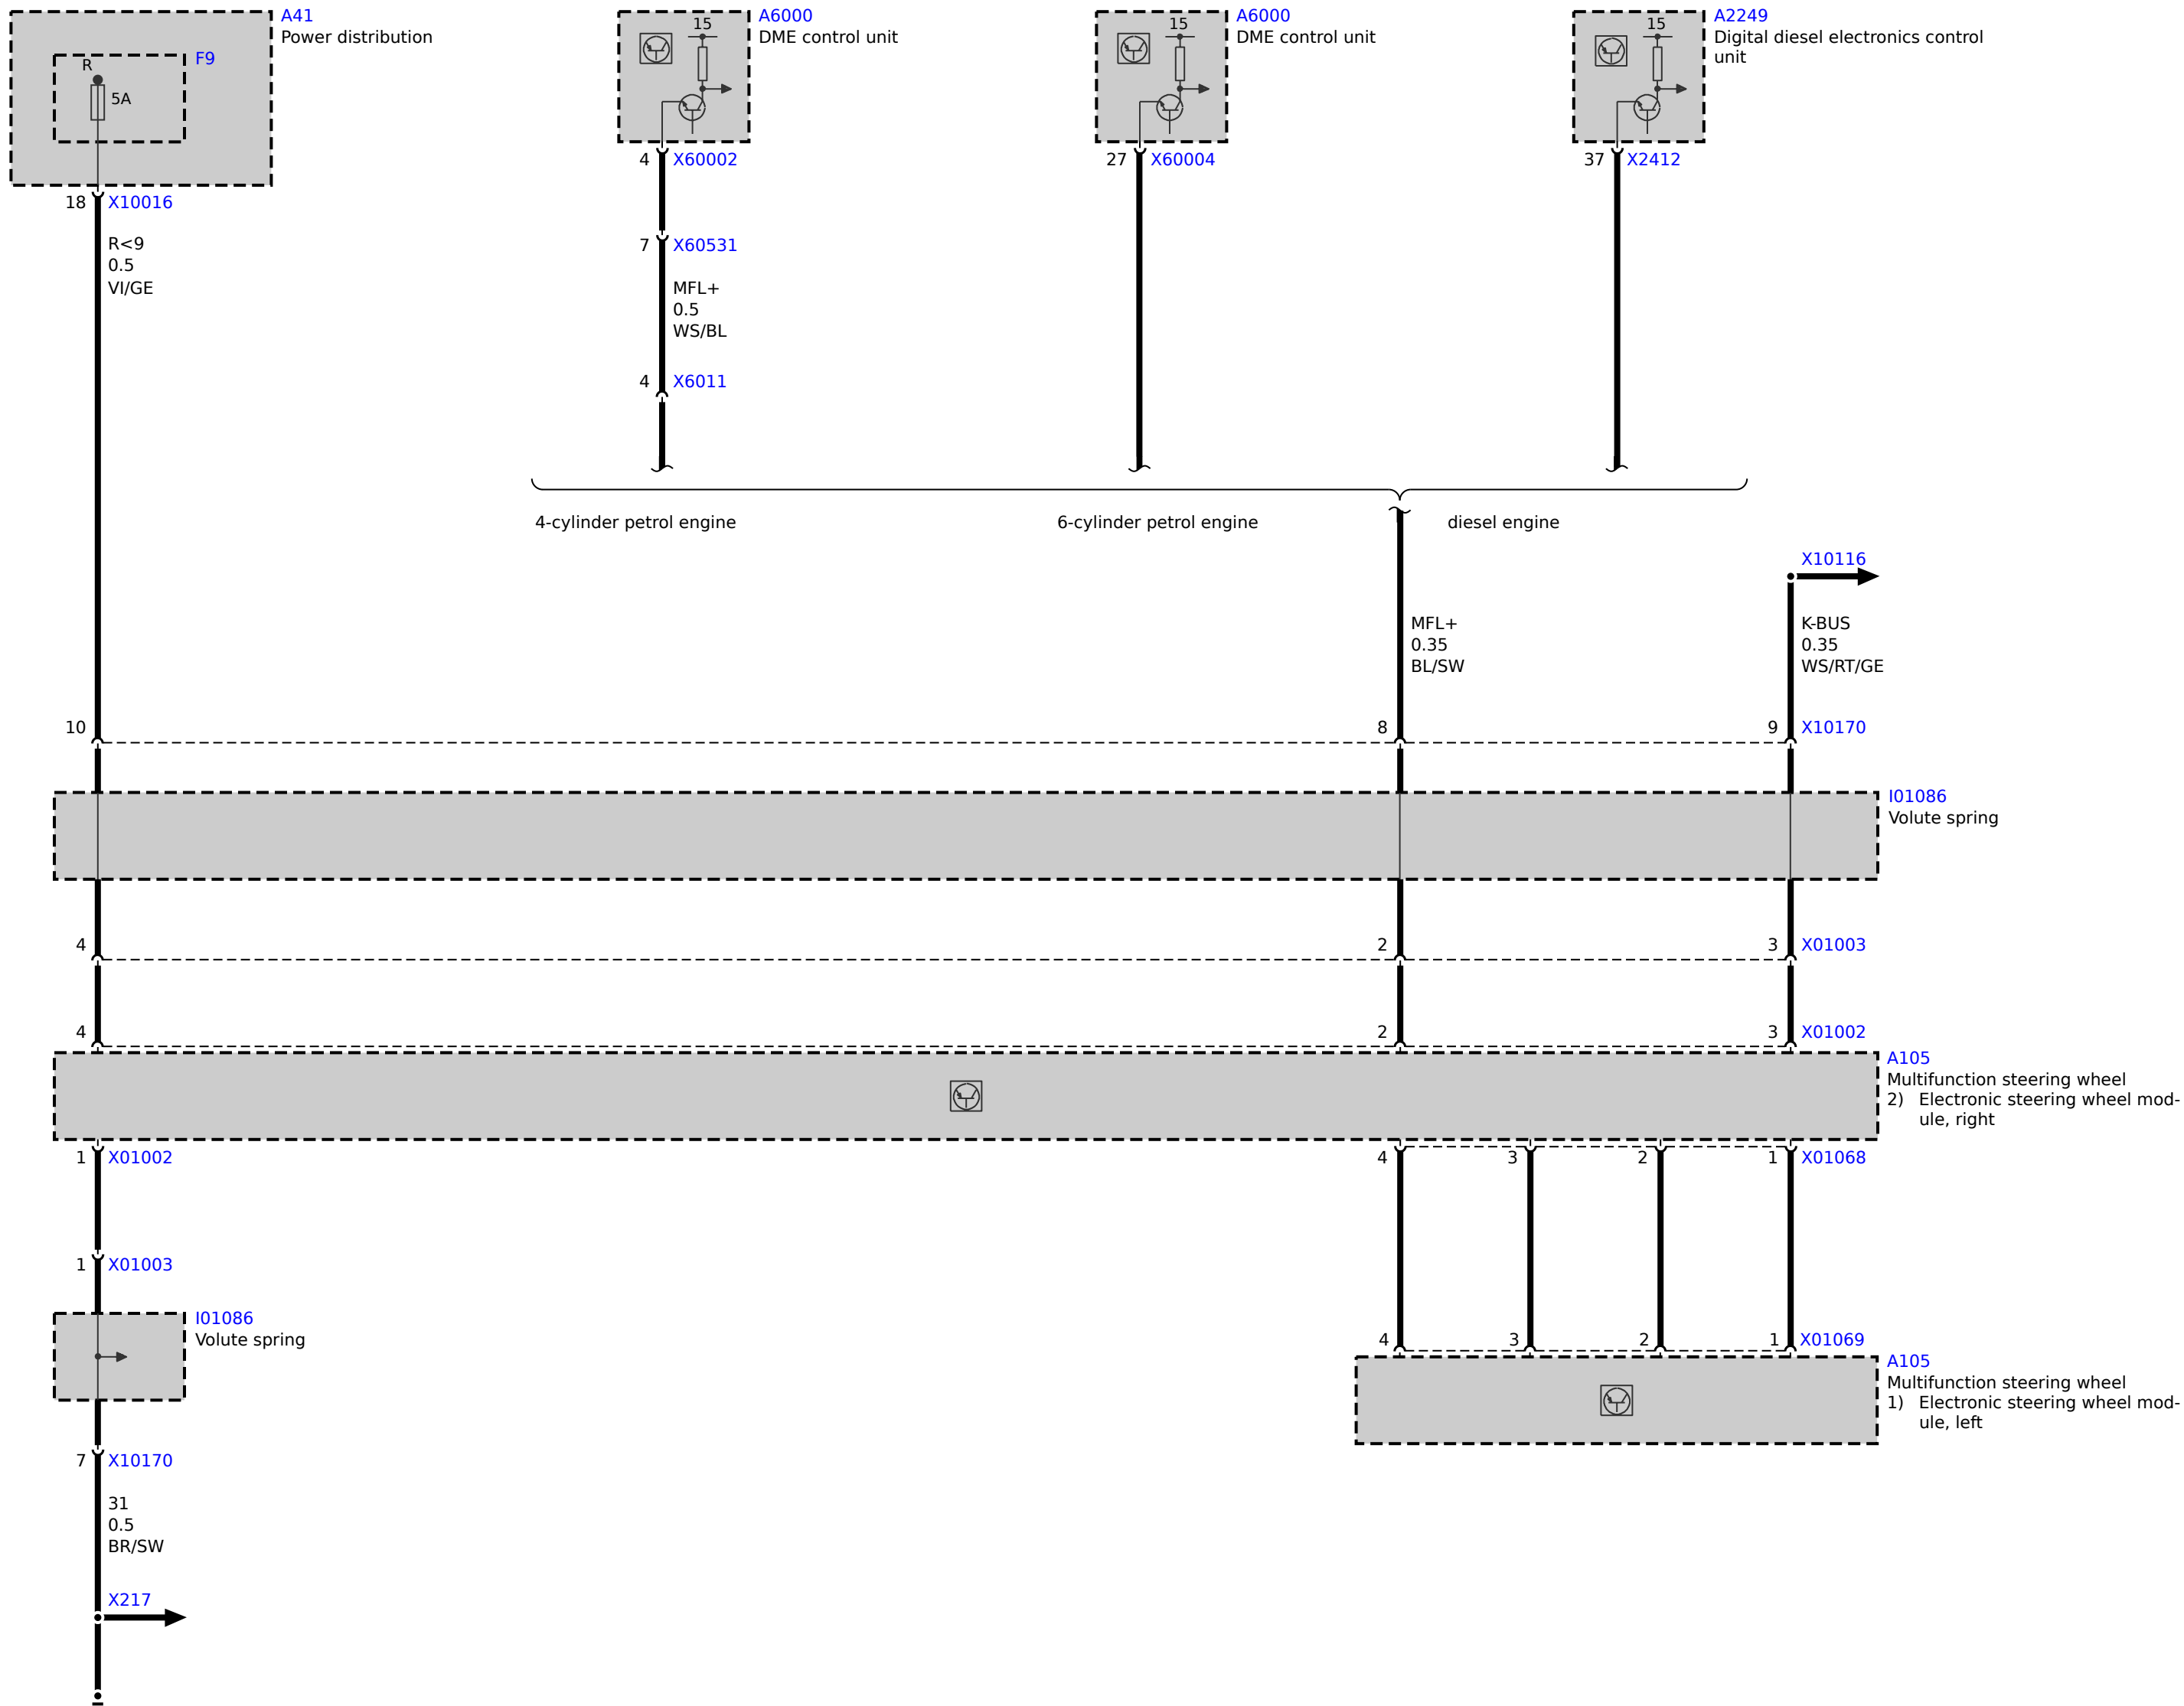 A41
Power distribution
F9
R
5A
18 X10016
R<9
0.5
VI/GE
15
A6000
DME control unit
4 X60002
7 X60531
MFL+
0.5
WS/BL
4 X6011
15
A6000
DME control unit
27 X60004
15
A2249
Digital diesel electronics control
unit
37 X2412
4-cylinder petrol engine
6-cylinder petrol engine
diesel engine
X10116
MFL+
0.35
BL/SW
K-BUS
0.35
WS/RT/GE
10 8 9 X10170
I01086
Volute spring
4 2 3 X01003
4 2 3 X01002
A105
Multifunction steering wheel
2) Electronic steering wheel mod-
ule, right
1 X01002
4 3 2 1 X01068
1 X01003
I01086
Volute spring
4 3 2 1 X01069
A105
Multifunction steering wheel
1) Electronic steering wheel mod-
ule, left
7 X10170
31
0.5
BR/SW
X217